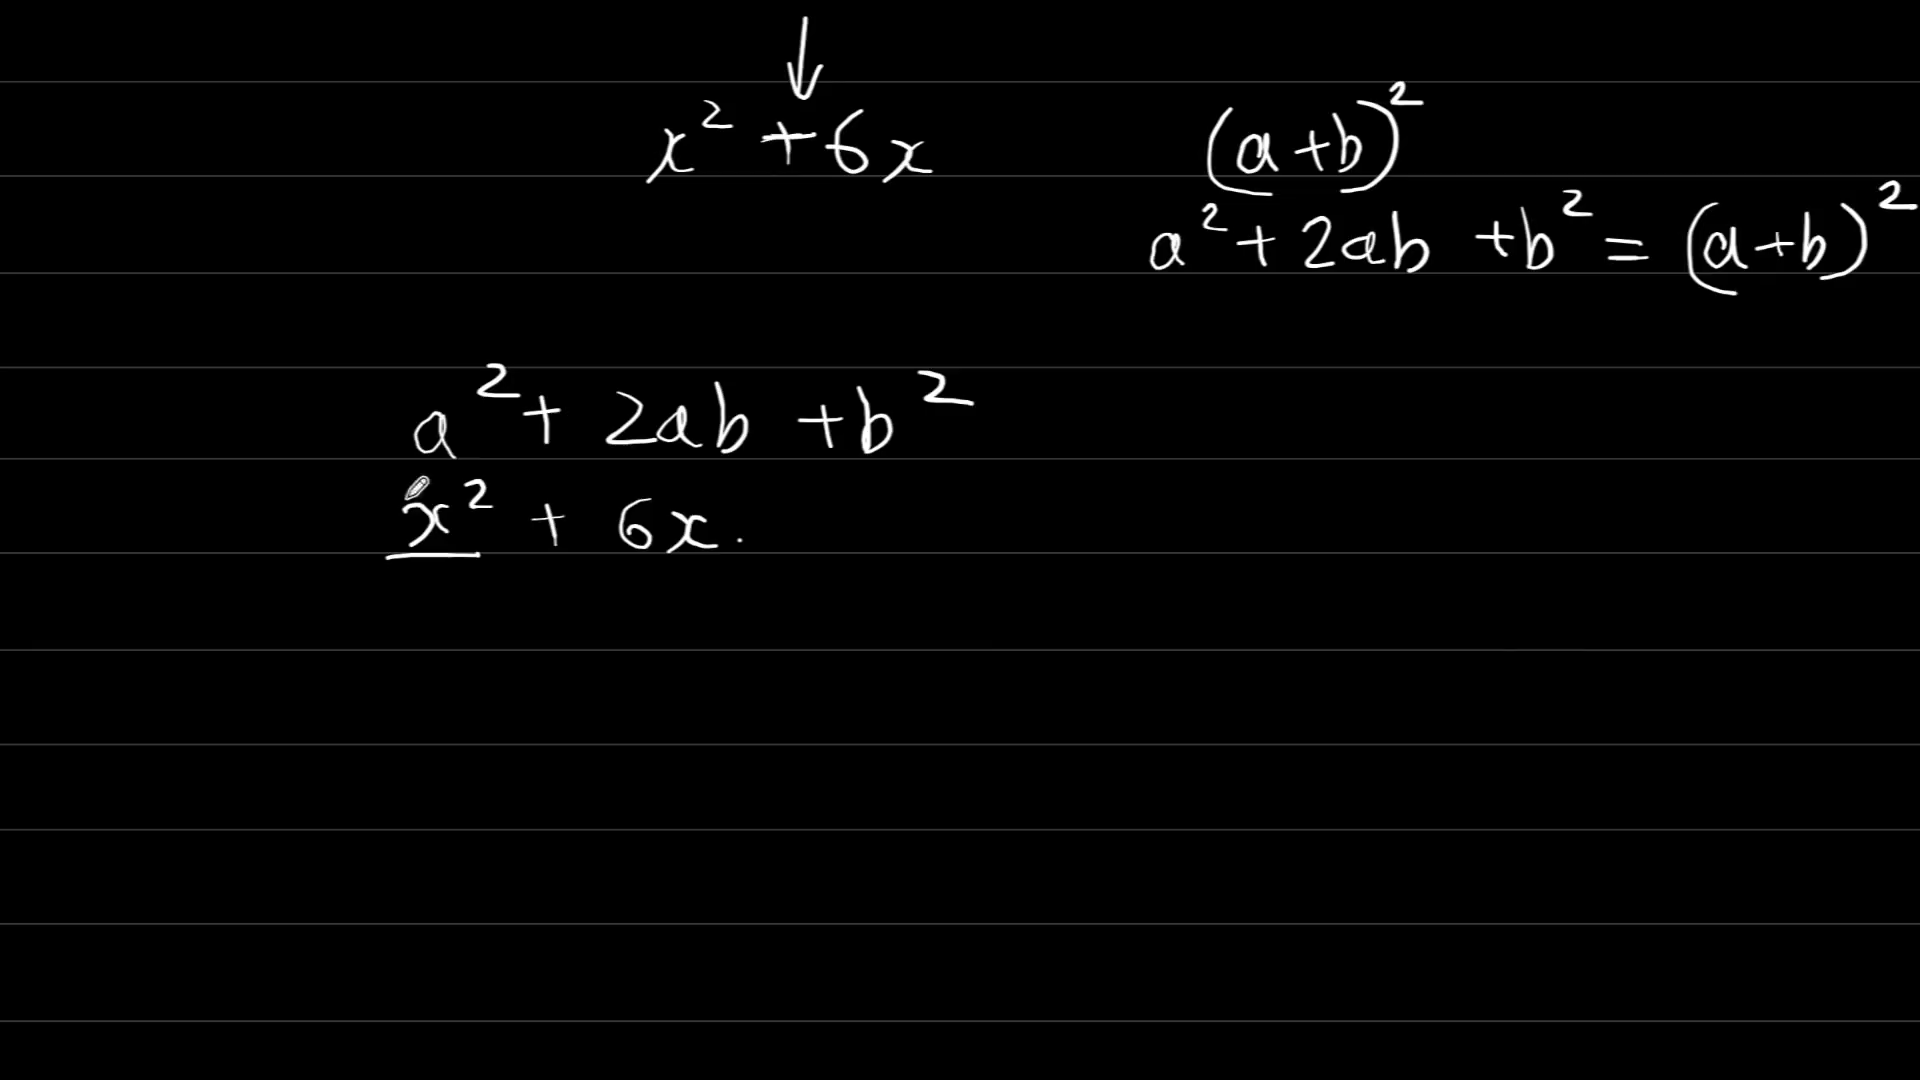 x² + 6x
(a+b)²
a² + 2ab + b² = (a+b)²
a² + 2ab + b²
x² + 6x.